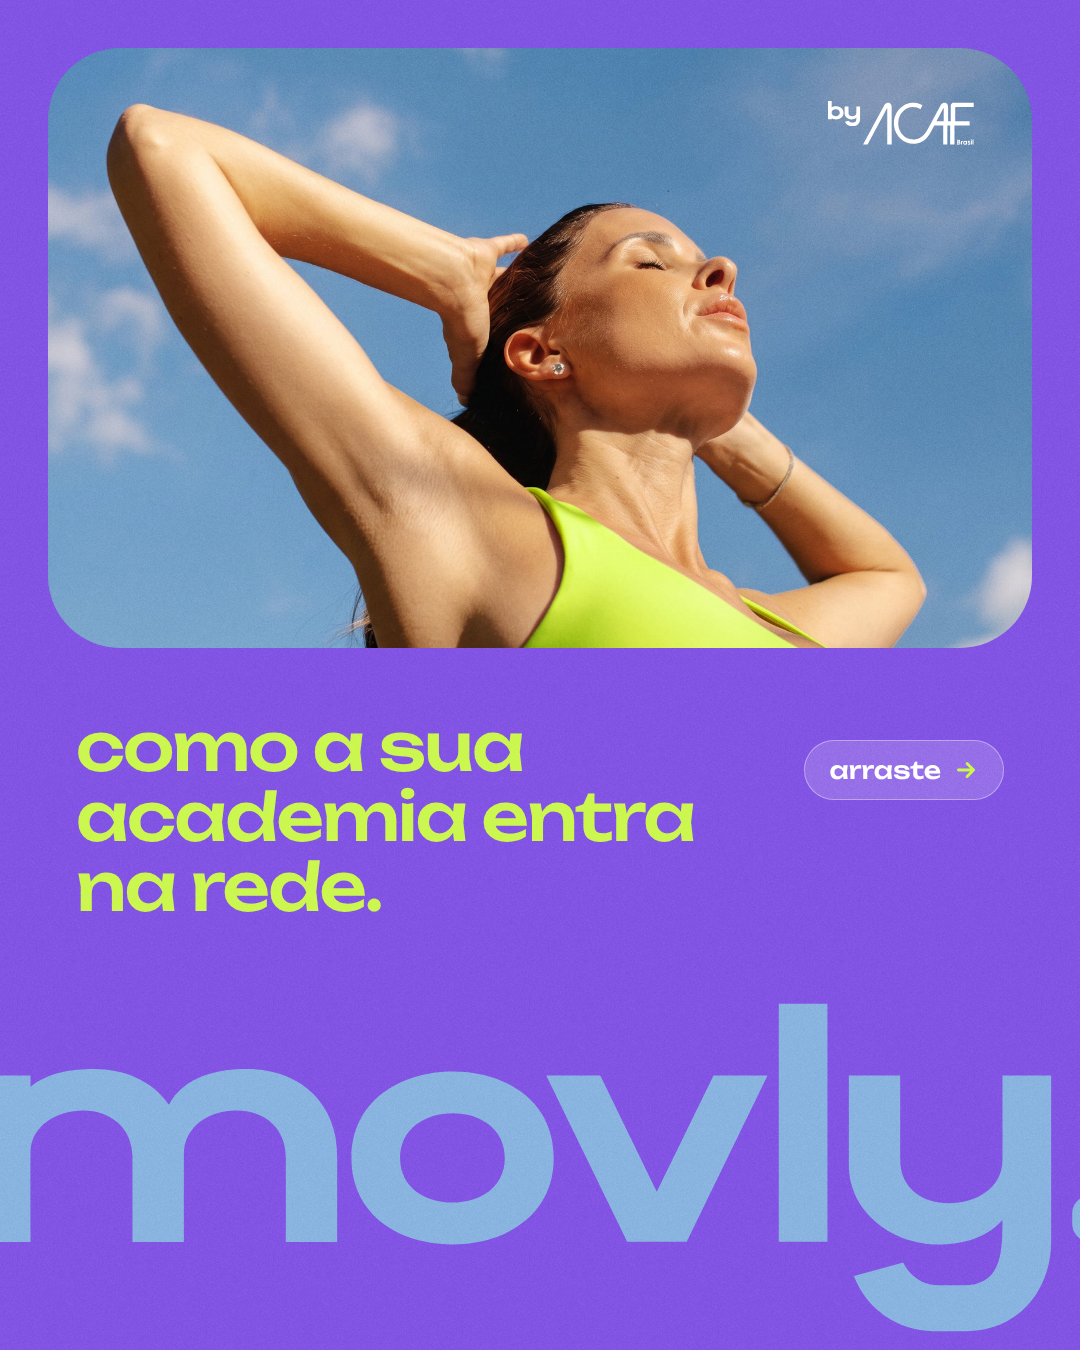 by ACAF
Brasil
como a sua
academia entra
na rede.
arraste →
movly.